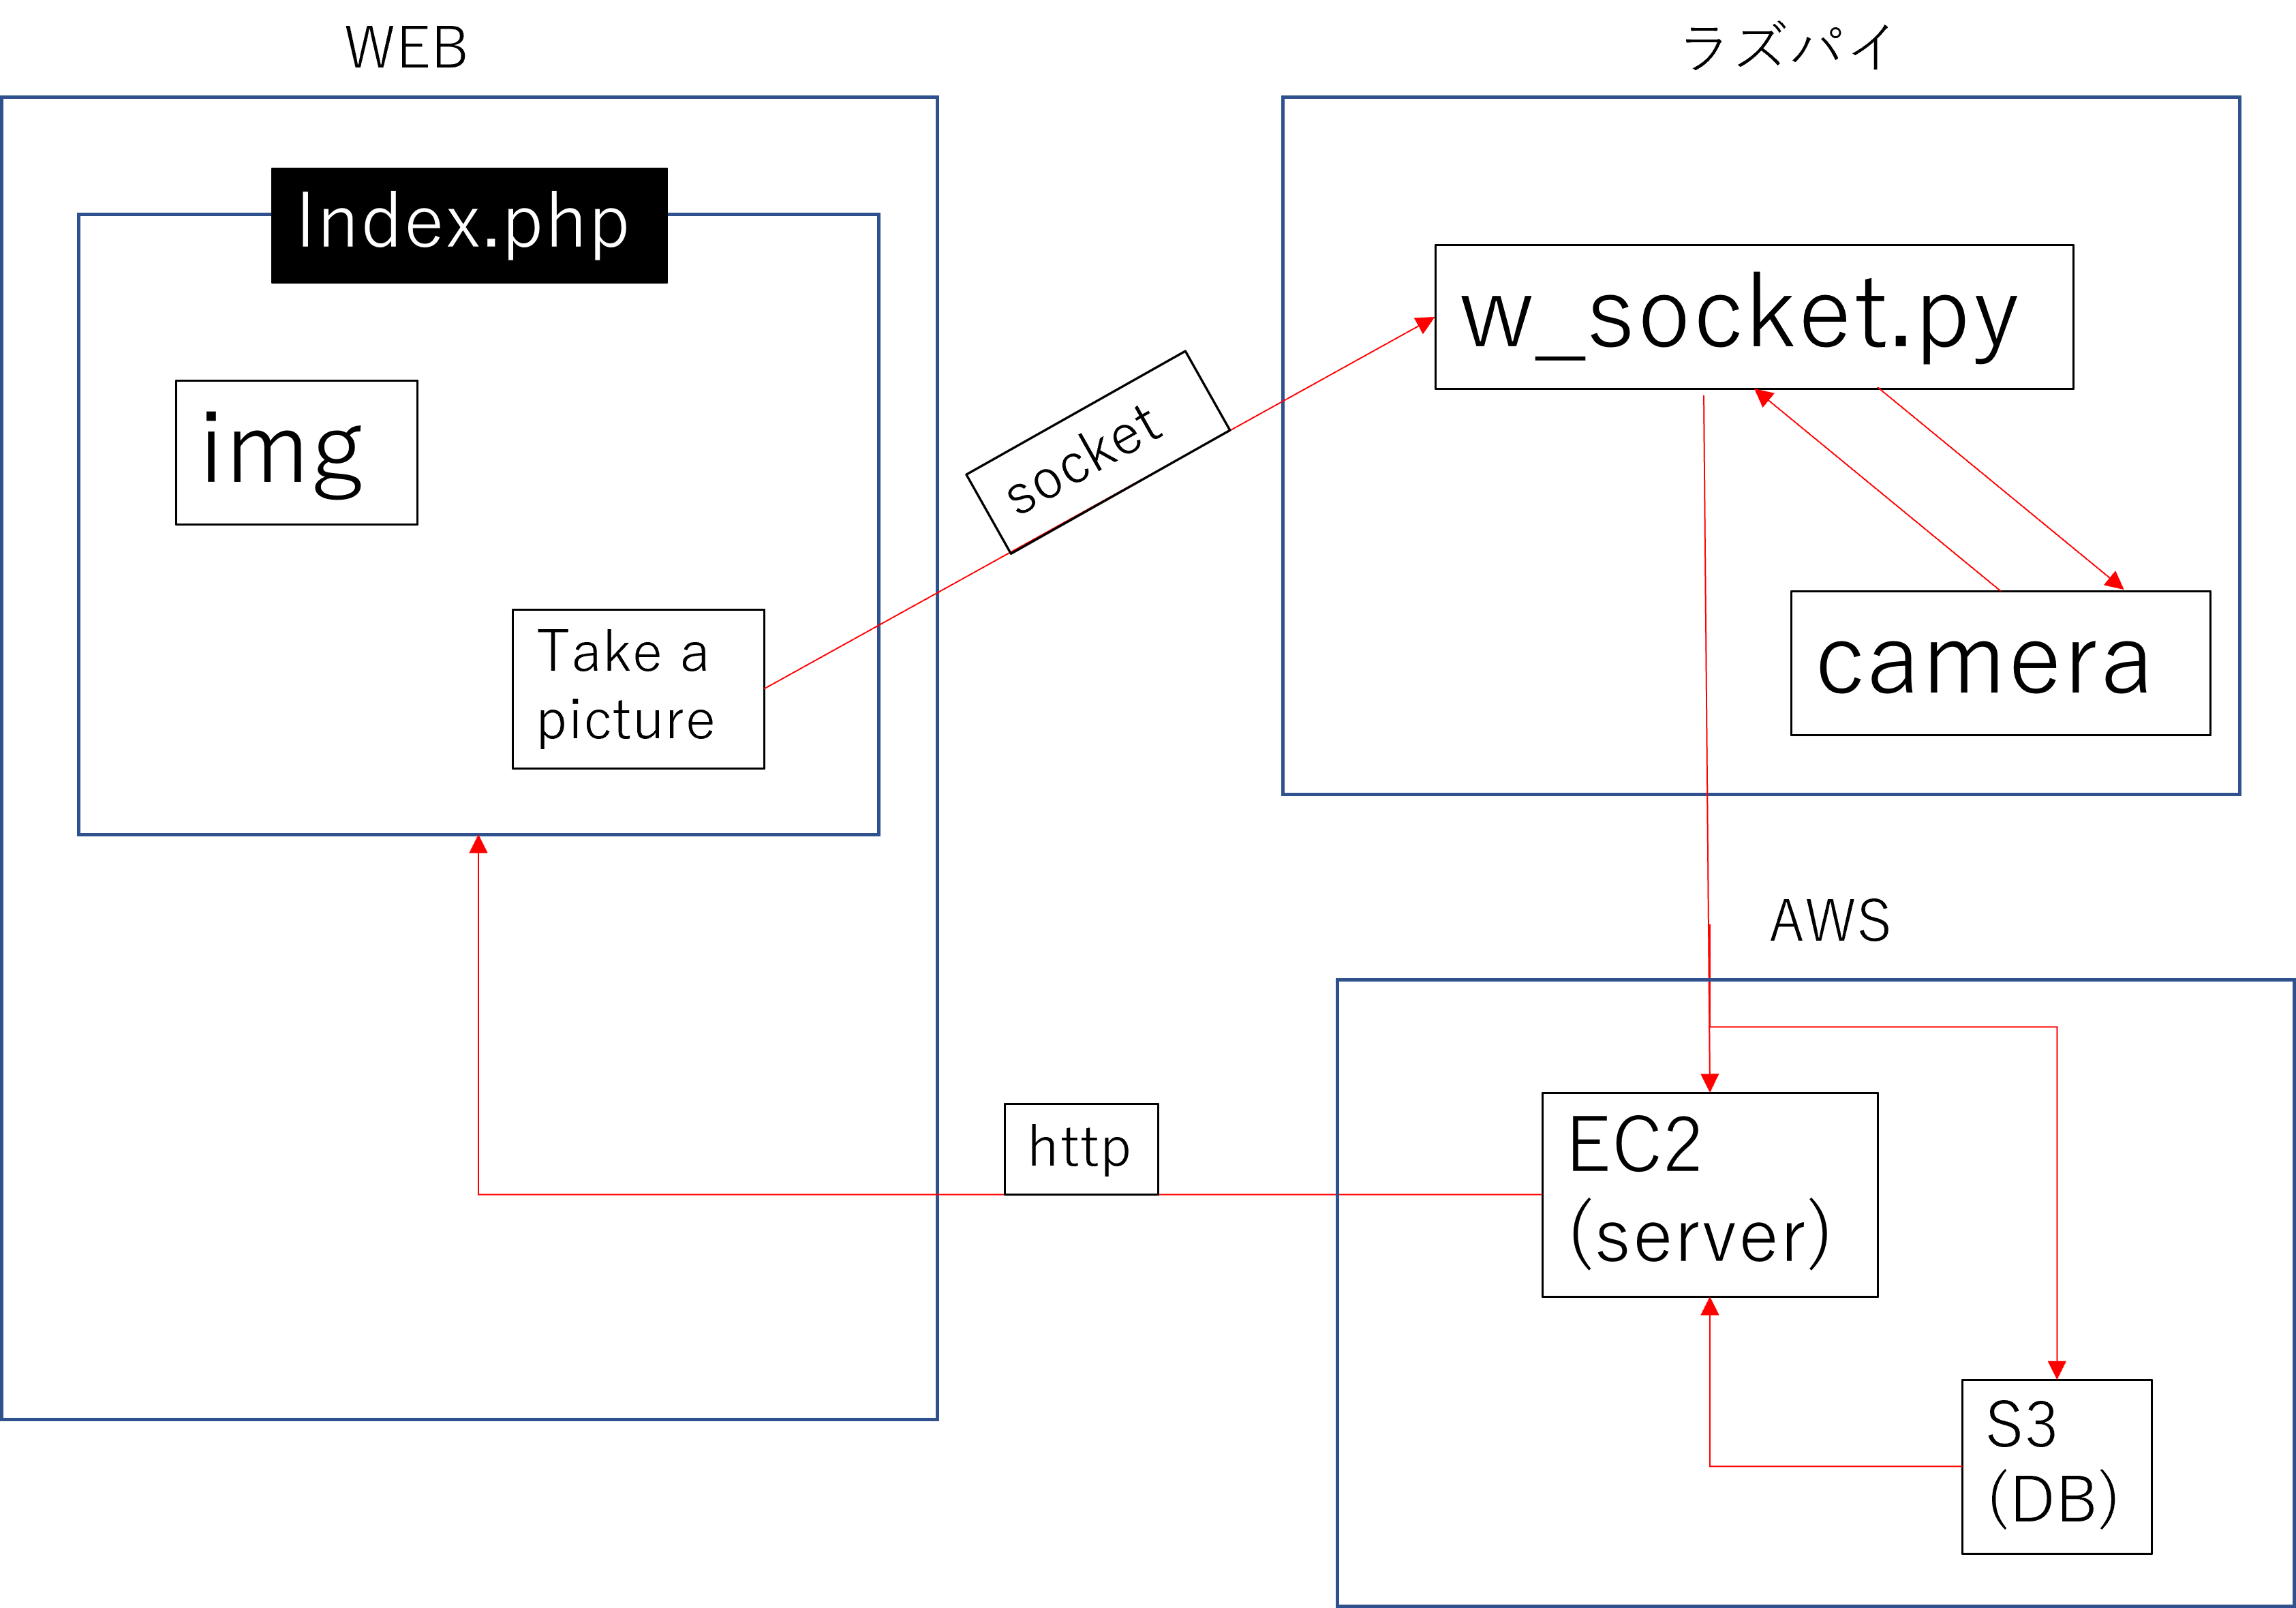 WEB
Index.php
img
Take a
picture
socket
ラズパイ
w_socket.py
camera
AWS
http
EC2
(server)
S3
(DB)